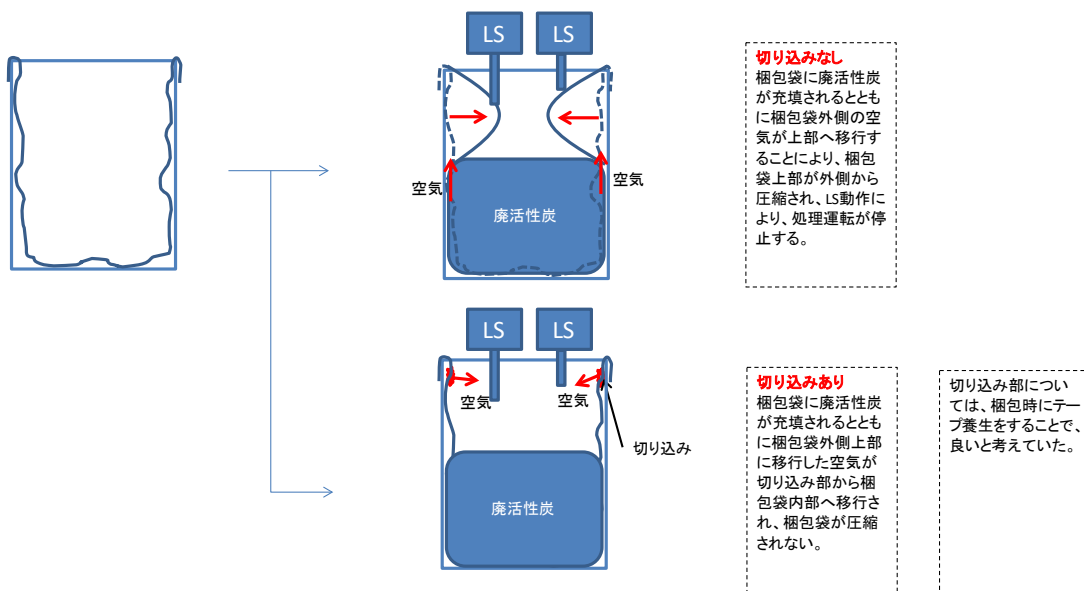 LS
LS
空気
空気
廃活性炭
切り込みなし
梱包袋に廃活性炭
が充填されるととも
に梱包袋外側の空
気が上部へ移行す
ることにより、梱包
袋上部が外側から
圧縮され、LS動作に
より、処理運転が停
止する。
LS
LS
空気
空気
切り込み
廃活性炭
切り込みあり
梱包袋に廃活性炭
が充填されるととも
に梱包袋外側上部
に移行した空気が
切り込み部から梱
包袋内部へ移行さ
れ、梱包袋が圧縮
されない。
切り込み部につい
ては、梱包時にテー
プ養生をすることで、
良いと考えていた。